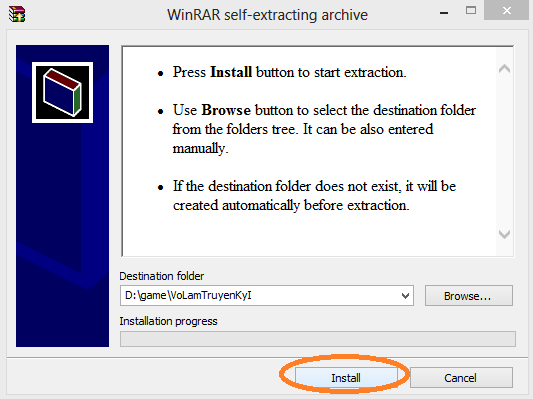 WinRAR self-extracting archive
• Press Install button to start extraction.
• Use Browse button to select the destination folder
from the folders tree. It can be also entered
manually.
• If the destination folder does not exist, it will be
created automatically before extraction.
Destination folder
D:\game\VoLamTruyenKyI
Browse...
Installation progress
Install
Cancel